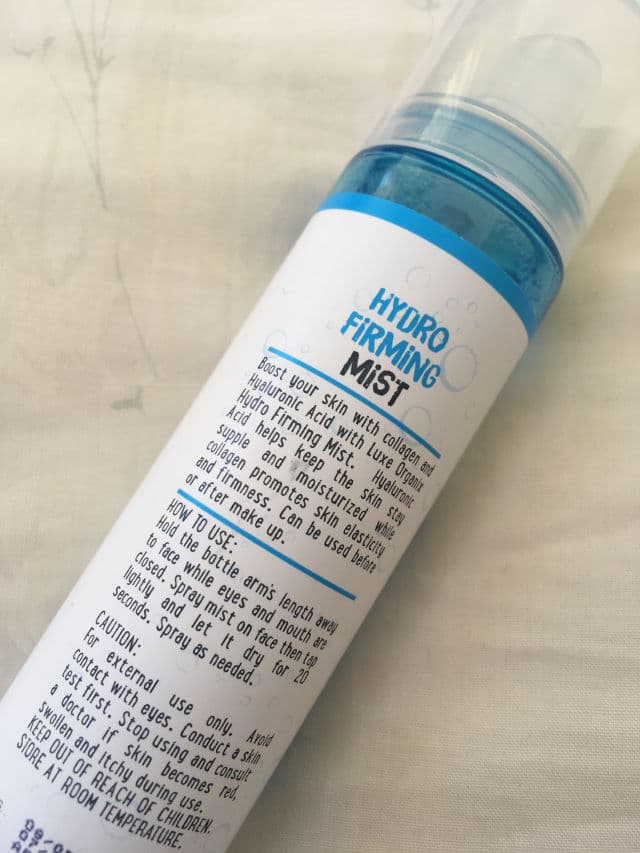 HYDRO
FiRMiNG
MiST
Boost your skin with collagen and
Hyaluronic Acid with Luxe Organix
Hydro Firming Mist. Hyaluronic
Acid helps keep the skin stay
supple and moisturized while
collagen promotes skin elasticity
and firmness. Can be used before
or after make up.
HOW TO USE:
Hold the bottle arm's length away
to face while eyes and mouth are
closed. Spray mist on face then tap
lightly and let it dry for 20
seconds. Spray as needed.
CAUTION:
For external use only. Avoid
contact with eyes. Conduct a skin
test first. Stop using and consult
a doctor if skin becomes red,
swollen and itchy during use.
KEEP OUT OF REACH OF CHILDREN.
STORE AT ROOM TEMPERATURE.